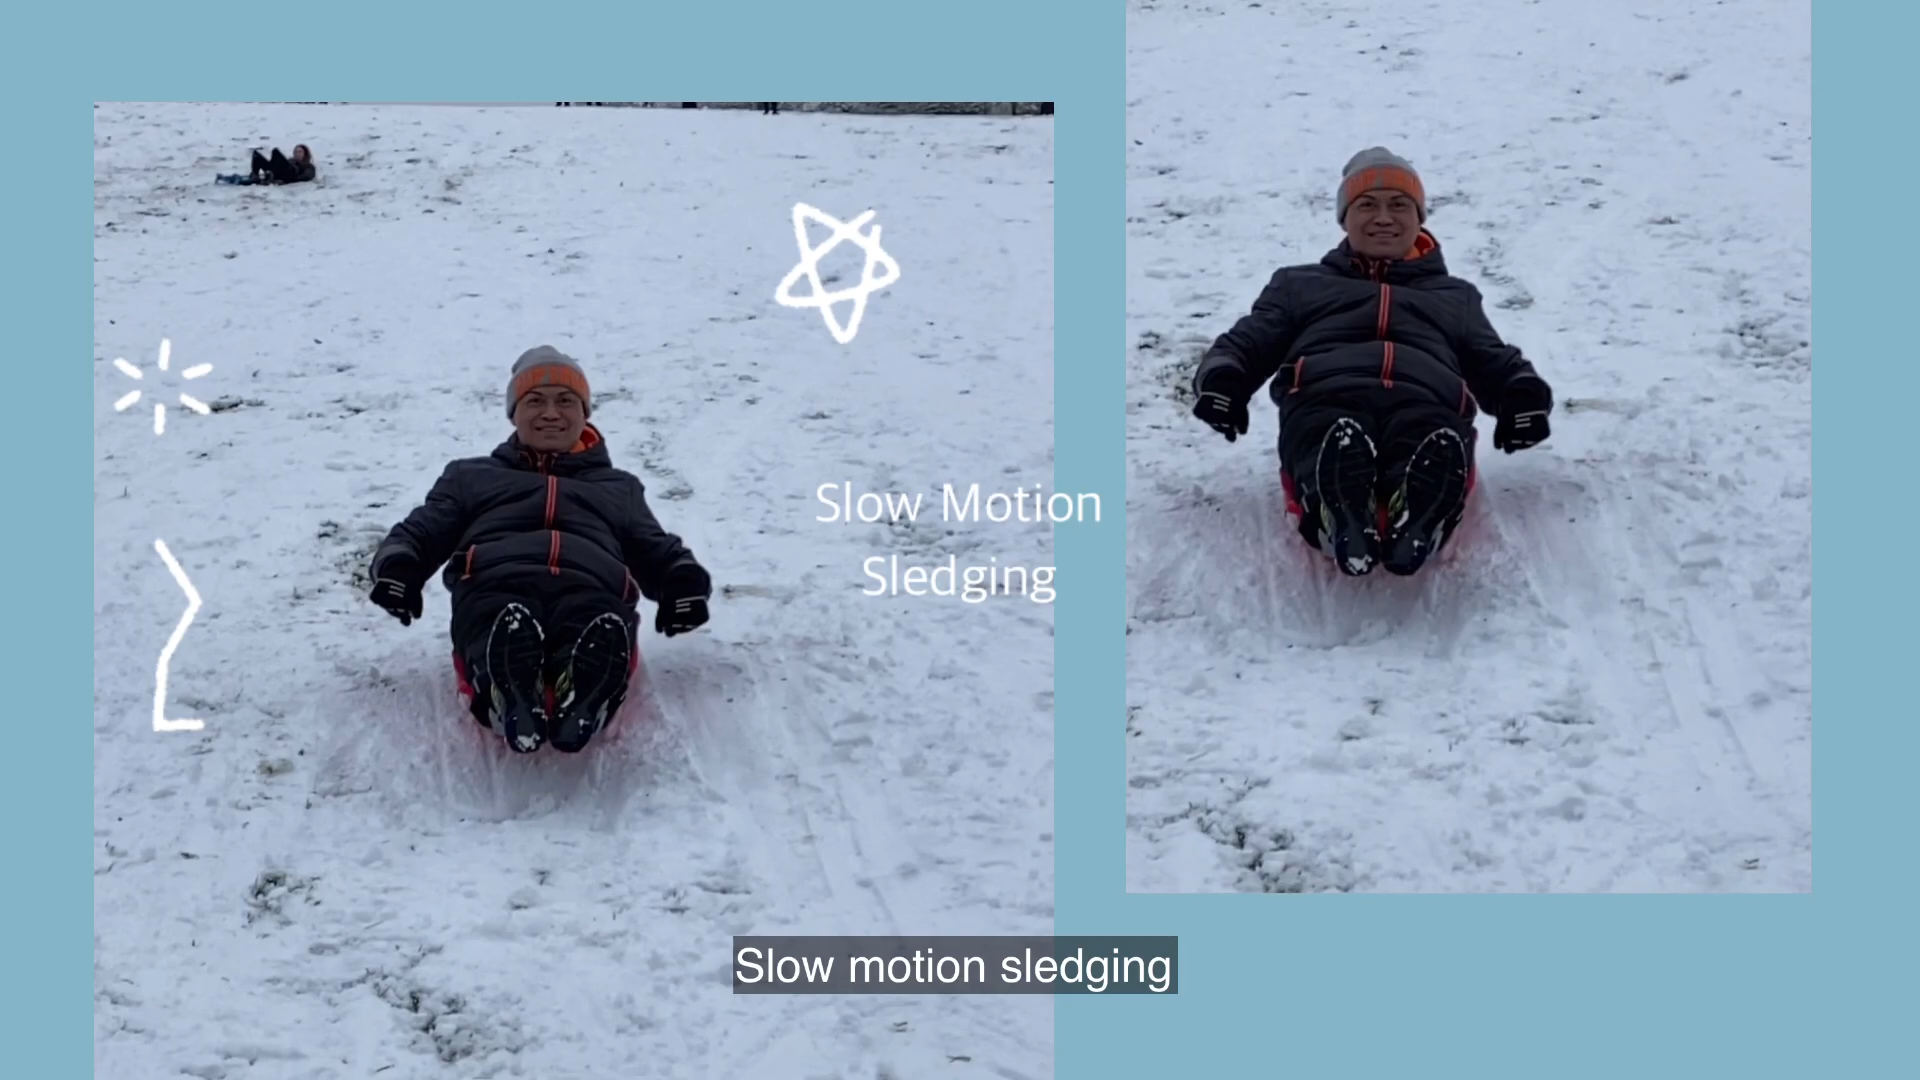 Slow Motion
Sledging
Slow motion sledging